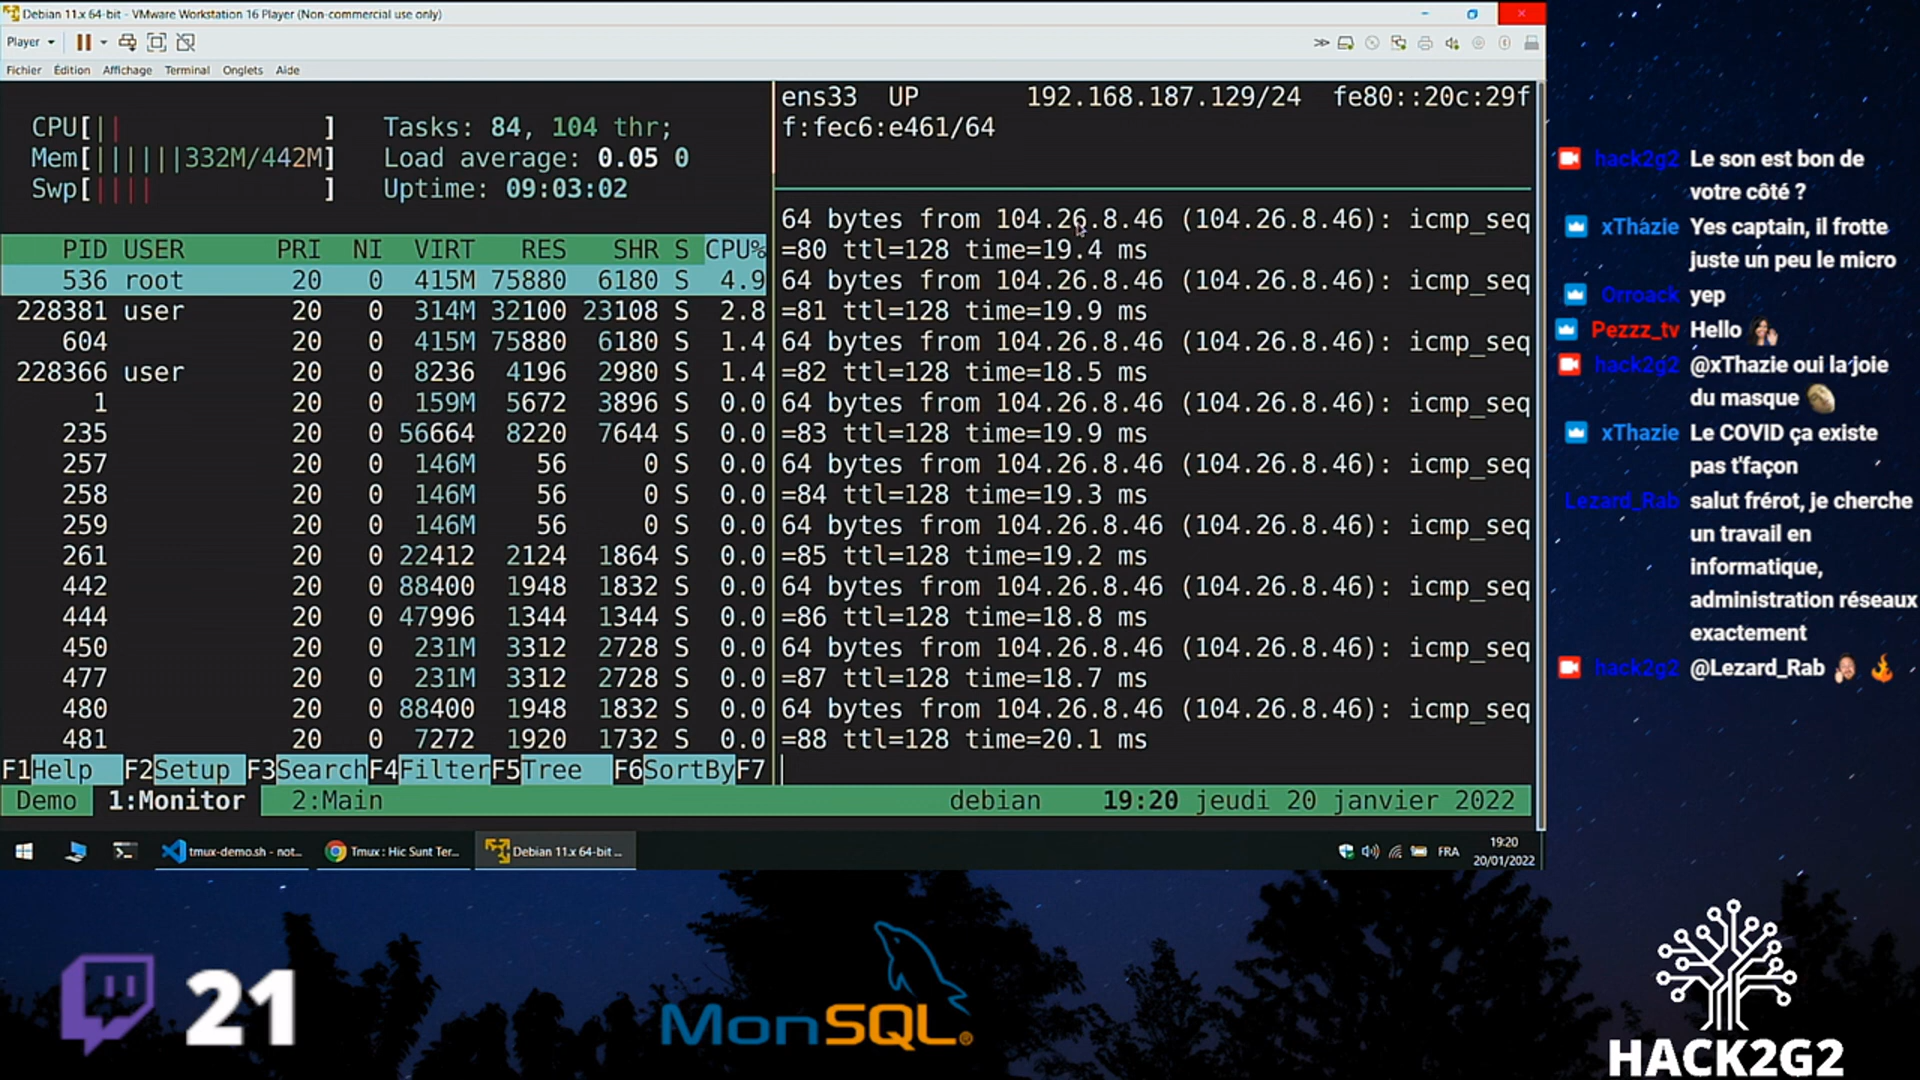 Debian 11.x 64-bit - VMware Workstation 16 Player (Non-commercial use only)
Player
Fichier Édition Affichage Terminal Onglets Aide
CPU[|| ] Tasks: 84, 104 thr;
Mem[||||||332M/442M] Load average: 0.05 0
Swp[|||| ] Uptime: 09:03:02
PID USER PRI NI VIRT RES SHR S CPU%
536 root 20 0 415M 75880 6180 S 4.9
228381 user 20 0 314M 32100 23108 S 2.8
604 20 0 415M 75880 6180 S 1.4
228366 user 20 0 8236 4196 2980 S 1.4
1 20 0 159M 5672 3896 S 0.0
235 20 0 56664 8220 7644 S 0.0
257 20 0 146M 56 0 S 0.0
258 20 0 146M 56 0 S 0.0
259 20 0 146M 56 0 S 0.0
261 20 0 22412 2124 1864 S 0.0
442 20 0 88400 1948 1832 S 0.0
444 20 0 47996 1344 1344 S 0.0
450 20 0 231M 3312 2728 S 0.0
477 20 0 231M 3312 2728 S 0.0
480 20 0 88400 1948 1832 S 0.0
481 20 0 7272 1920 1732 S 0.0
F1Help F2Setup F3SearchF4FilterF5Tree F6SortByF7
ens33 UP 192.168.187.129/24 fe80::20c:29f
f:fec6:e461/64
64 bytes from 104.26.8.46 (104.26.8.46): icmp_seq
=80 ttl=128 time=19.4 ms
64 bytes from 104.26.8.46 (104.26.8.46): icmp_seq
=81 ttl=128 time=19.9 ms
64 bytes from 104.26.8.46 (104.26.8.46): icmp_seq
=82 ttl=128 time=18.5 ms
64 bytes from 104.26.8.46 (104.26.8.46): icmp_seq
=83 ttl=128 time=19.9 ms
64 bytes from 104.26.8.46 (104.26.8.46): icmp_seq
=84 ttl=128 time=19.3 ms
64 bytes from 104.26.8.46 (104.26.8.46): icmp_seq
=85 ttl=128 time=19.2 ms
64 bytes from 104.26.8.46 (104.26.8.46): icmp_seq
=86 ttl=128 time=18.8 ms
64 bytes from 104.26.8.46 (104.26.8.46): icmp_seq
=87 ttl=128 time=18.7 ms
64 bytes from 104.26.8.46 (104.26.8.46): icmp_seq
=88 ttl=128 time=20.1 ms
Demo 1:Monitor 2:Main debian 19:20 jeudi 20 janvier 2022
tmux-demo.sh - not... Tmux : Hic Sunt Ter... Debian 11.x 64-bit ... FRA 19:20
20/01/2022
hack2g2 Le son est bon de
votre côté ?
xThazie Yes captain, il frotte
juste un peu le micro
Orroack yep
Pezzz_tv Hello
hack2g2 @xThazie oui la joie
du masque
xThazie Le COVID ça existe
pas t'façon
Lezard_Rab salut frérot, je cherche
un travail en
informatique,
administration réseaux
exactement
hack2g2 @Lezard_Rab
21
MonSQL®
HACK2G2